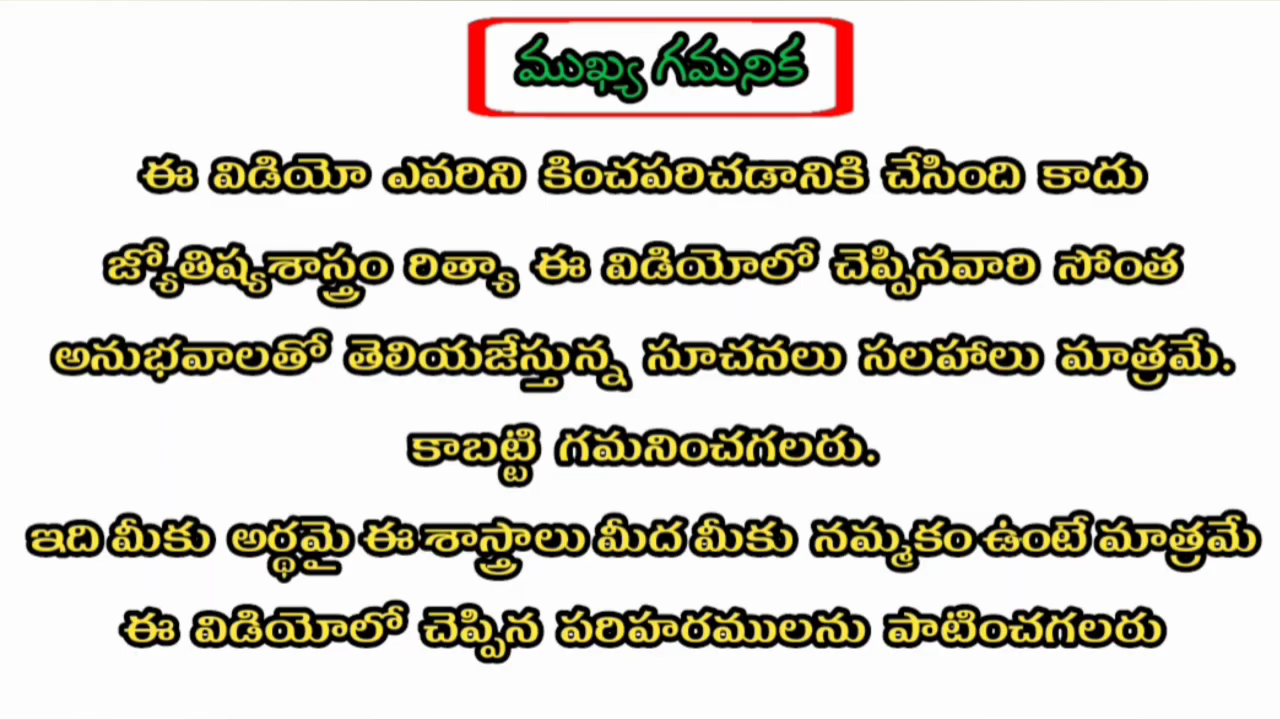 ముఖ్య గమనిక
ఈ విడియో ఎవరిని కించపరిచడానికి చేసింది కాదు
జ్యోతిష్యశాస్త్రం రిత్యా ఈ విడియోలో చెప్పినవారి సోంత
అనుభవాలతో తెలియజేస్తున్న సూచనలు సలహాలు మాత్రమే.
కాబట్టి గమనించగలరు.
ఇది మీకు అర్థమై ఈ శాస్త్రాలు మీద మీకు నమ్మకం ఉంటే మాత్రమే
ఈ విడియోలో చెప్పిన పరిహరములను పాటించగలరు